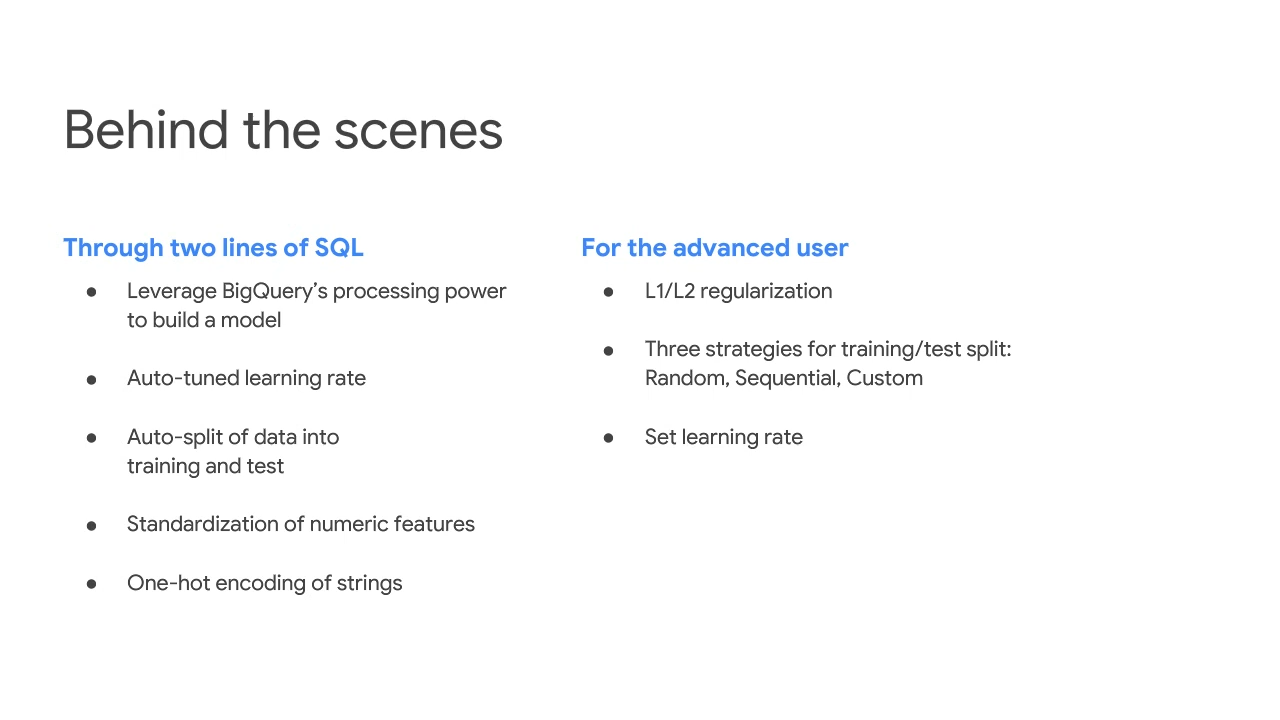 Behind the scenes
Through two lines of SQL
● Leverage BigQuery’s processing power
to build a model
● Auto-tuned learning rate
● Auto-split of data into
training and test
● Standardization of numeric features
● One-hot encoding of strings
For the advanced user
● L1/L2 regularization
● Three strategies for training/test split:
Random, Sequential, Custom
● Set learning rate